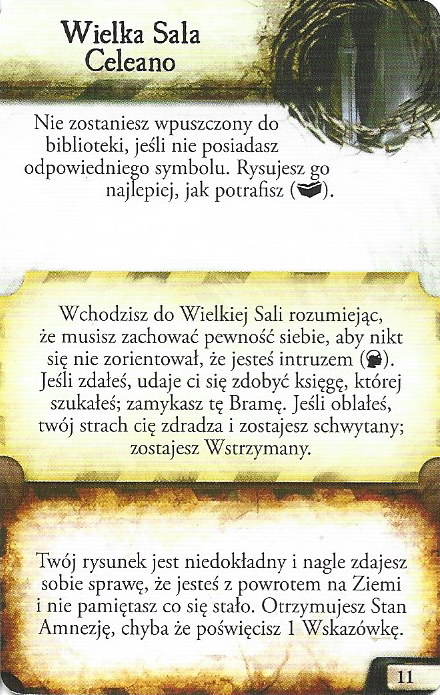 Wielka Sala
Celeano
Nie zostaniesz wpuszczony do
biblioteki, jeśli nie posiadasz
odpowiedniego symbolu. Rysujesz go
najlepiej, jak potrafisz ( ).
Wchodzisz do Wielkiej Sali rozumiejąc,
że musisz zachować pewność siebie, aby nikt
się nie zorientował, że jesteś intruzem ( ).
Jeśli zdałeś, udaje ci się zdobyć księgę, której
szukałeś; zamykasz tę Bramę. Jeśli oblałeś,
twój strach cię zdradza i zostajesz schwytany;
zostajesz Wstrzymany.
Twój rysunek jest niedokładny i nagle zdajesz
sobie sprawę, że jesteś z powrotem na Ziemi
i nie pamiętasz co się stało. Otrzymujesz Stan
Amnezję, chyba że poświęcisz 1 Wskazówkę.
11